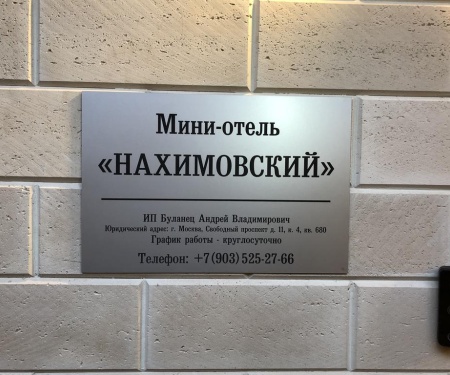 Мини-отель
«НАХИМОВСКИЙ»
ИП Буланец Андрей Владимирович
Юридический адрес: г. Москва, Свободный проспект д. 11, к. 4, кв. 680
График работы - круглосуточно
Телефон: +7 (903) 525-27-66